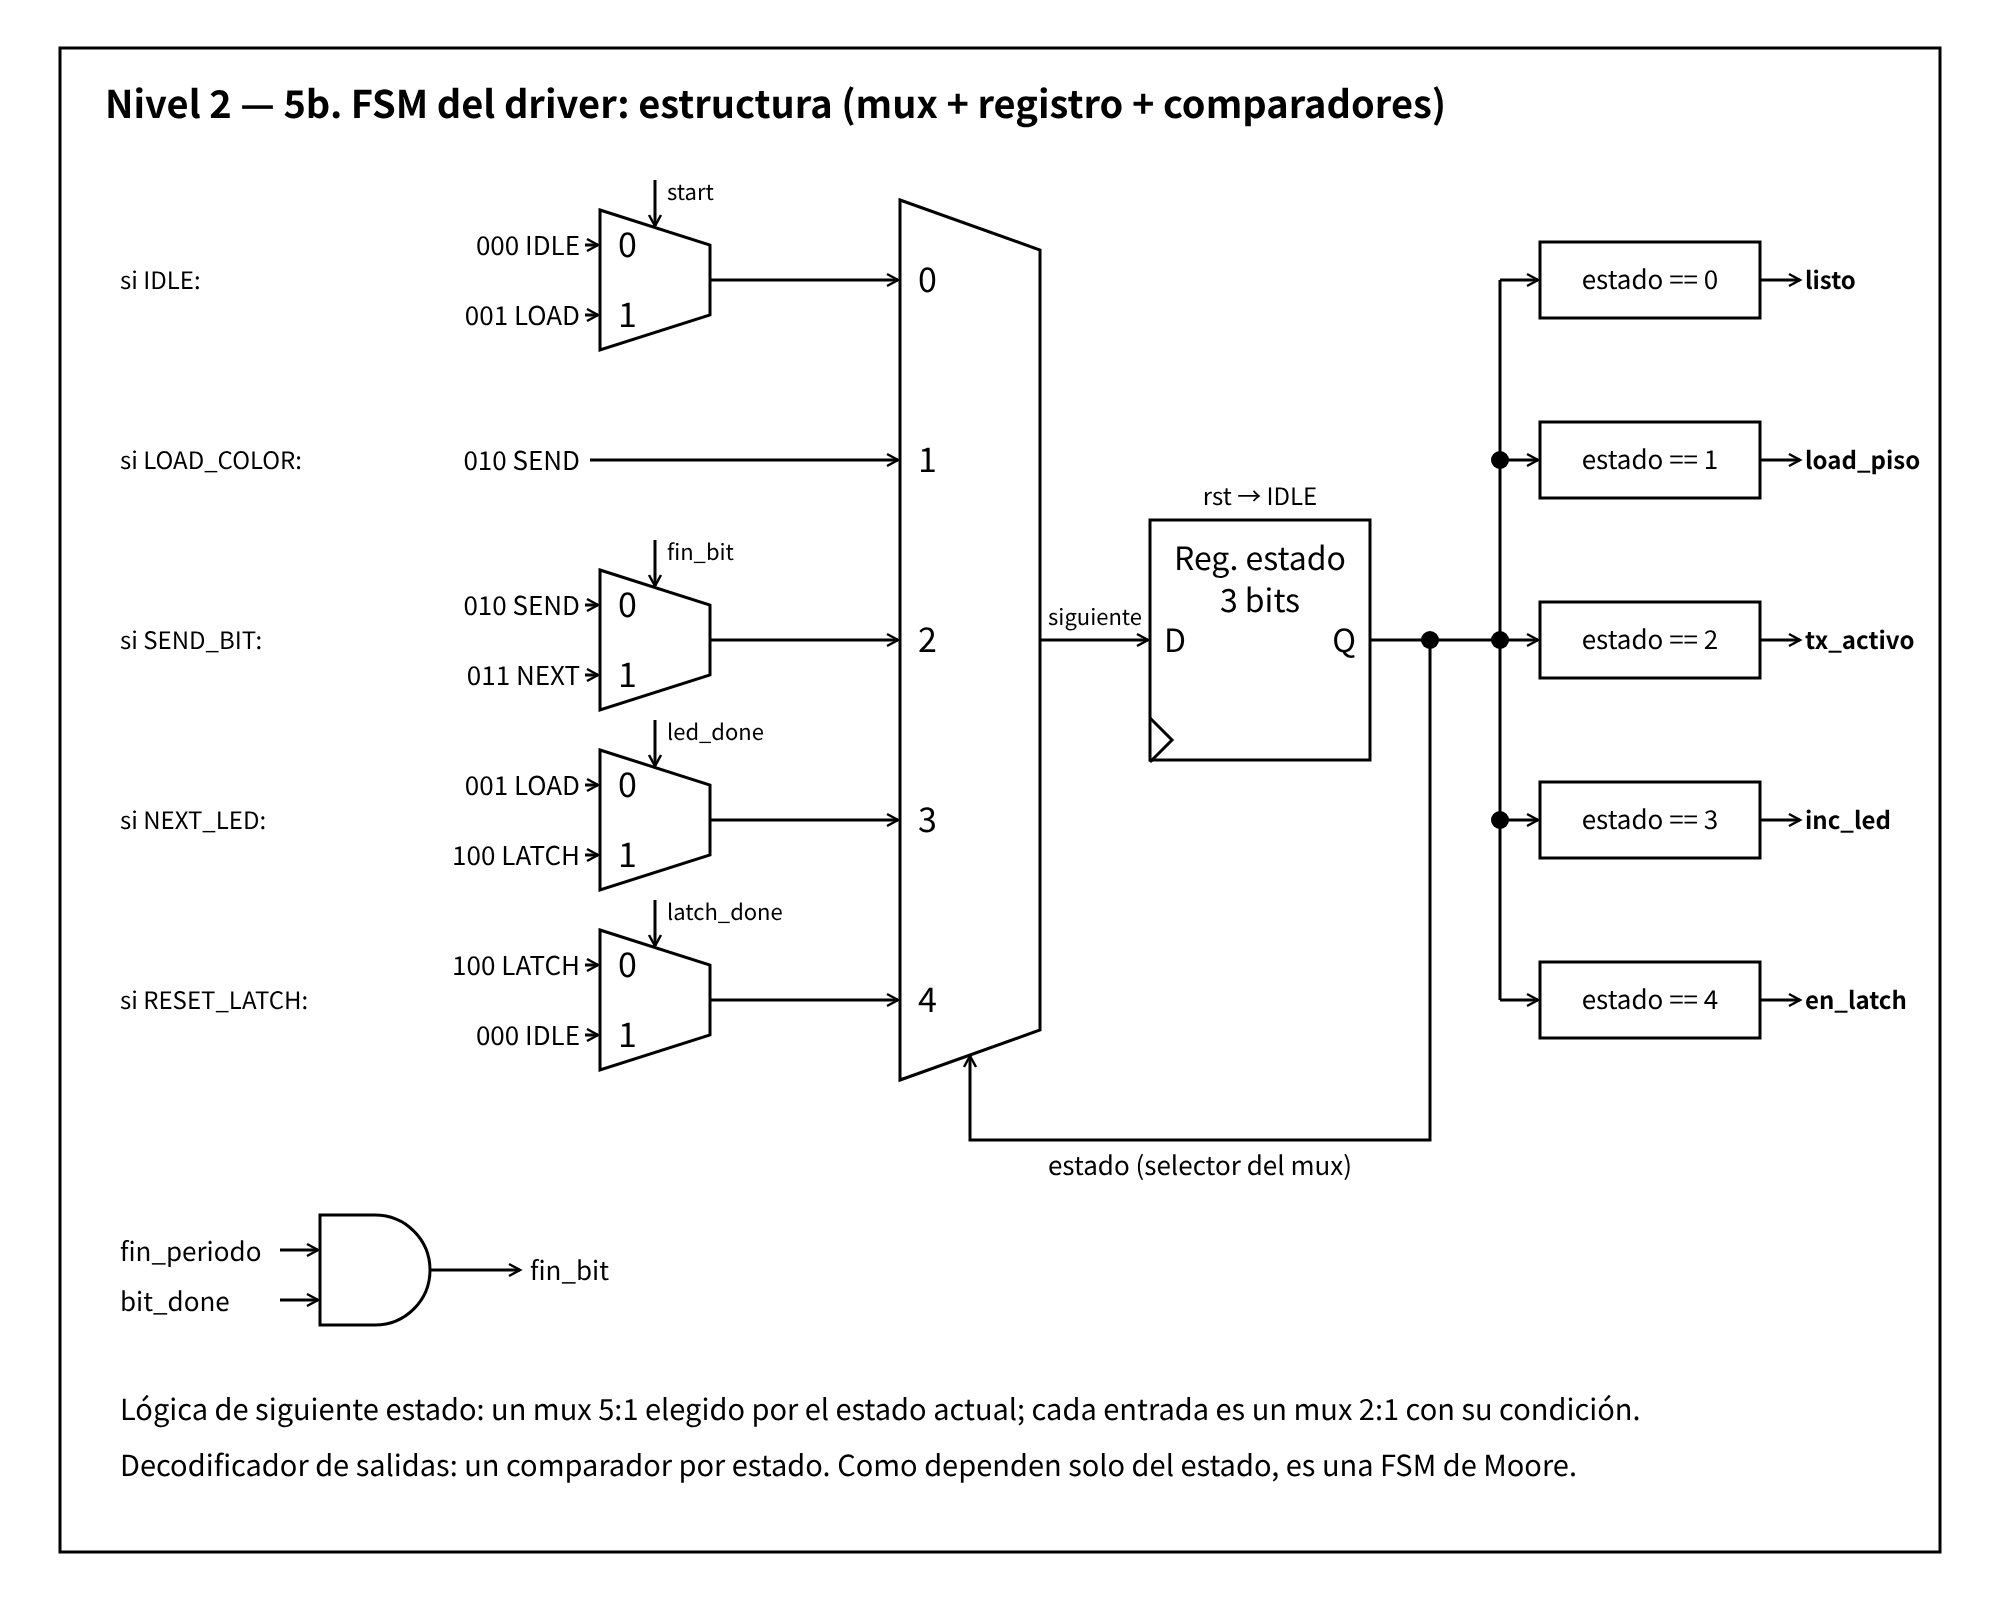 Nivel 2 — 5b. FSM del driver: estructura (mux + registro + comparadores)
start
si IDLE:
000 IDLE
0
001 LOAD
1
0
estado == 0
listo
si LOAD_COLOR:
010 SEND
1
estado == 1
load_piso
fin_bit
si SEND_BIT:
010 SEND
0
011 NEXT
1
2
siguiente
rst → IDLE
Reg. estado
3 bits
D
Q
estado == 2
tx_activo
led_done
si NEXT_LED:
001 LOAD
0
100 LATCH
1
3
estado == 3
inc_led
latch_done
si RESET_LATCH:
100 LATCH
0
000 IDLE
1
4
estado == 4
en_latch
estado (selector del mux)
fin_periodo
bit_done
fin_bit
Lógica de siguiente estado: un mux 5:1 elegido por el estado actual; cada entrada es un mux 2:1 con su condición.
Decodificador de salidas: un comparador por estado. Como dependen solo del estado, es una FSM de Moore.